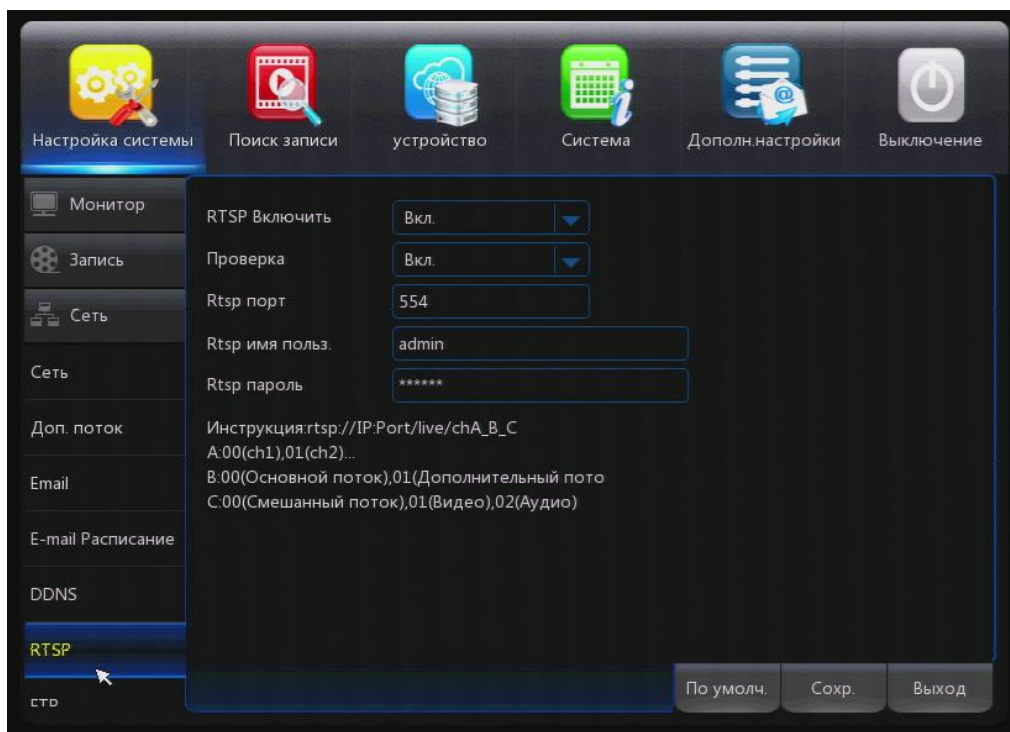 Настройка системы
Поиск записи
устройство
Система
Дополн.настройки
Выключение
Монитор
Запись
Сеть
Сеть
Доп. поток
Email
E-mail Расписание
DDNS
RTSP
FTP
RTSP Включить Вкл.
Проверка Вкл.
Rtsp порт 554
Rtsp имя польз. admin
Rtsp пароль ******
Инструкция:rtsp://IP:Port/live/chA_B_C
A:00(ch1),01(ch2)...
B:00(Основной поток),01(Дополнительный пото
C:00(Смешанный поток),01(Видео),02(Аудио)
По умолч.
Сохр.
Выход